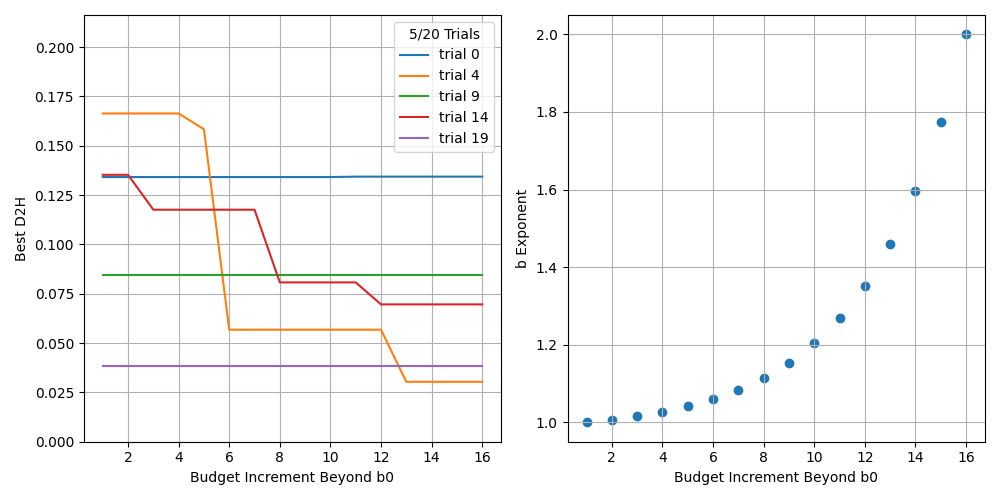 5/20 Trials
trial 0
trial 4
trial 9
trial 14
trial 19
Best D2H
0.200
0.175
0.150
0.125
0.100
0.075
0.050
0.025
0.000
2 4 6 8 10 12 14 16
Budget Increment Beyond b0
b Exponent
2.0
1.8
1.6
1.4
1.2
1.0
2 4 6 8 10 12 14 16
Budget Increment Beyond b0